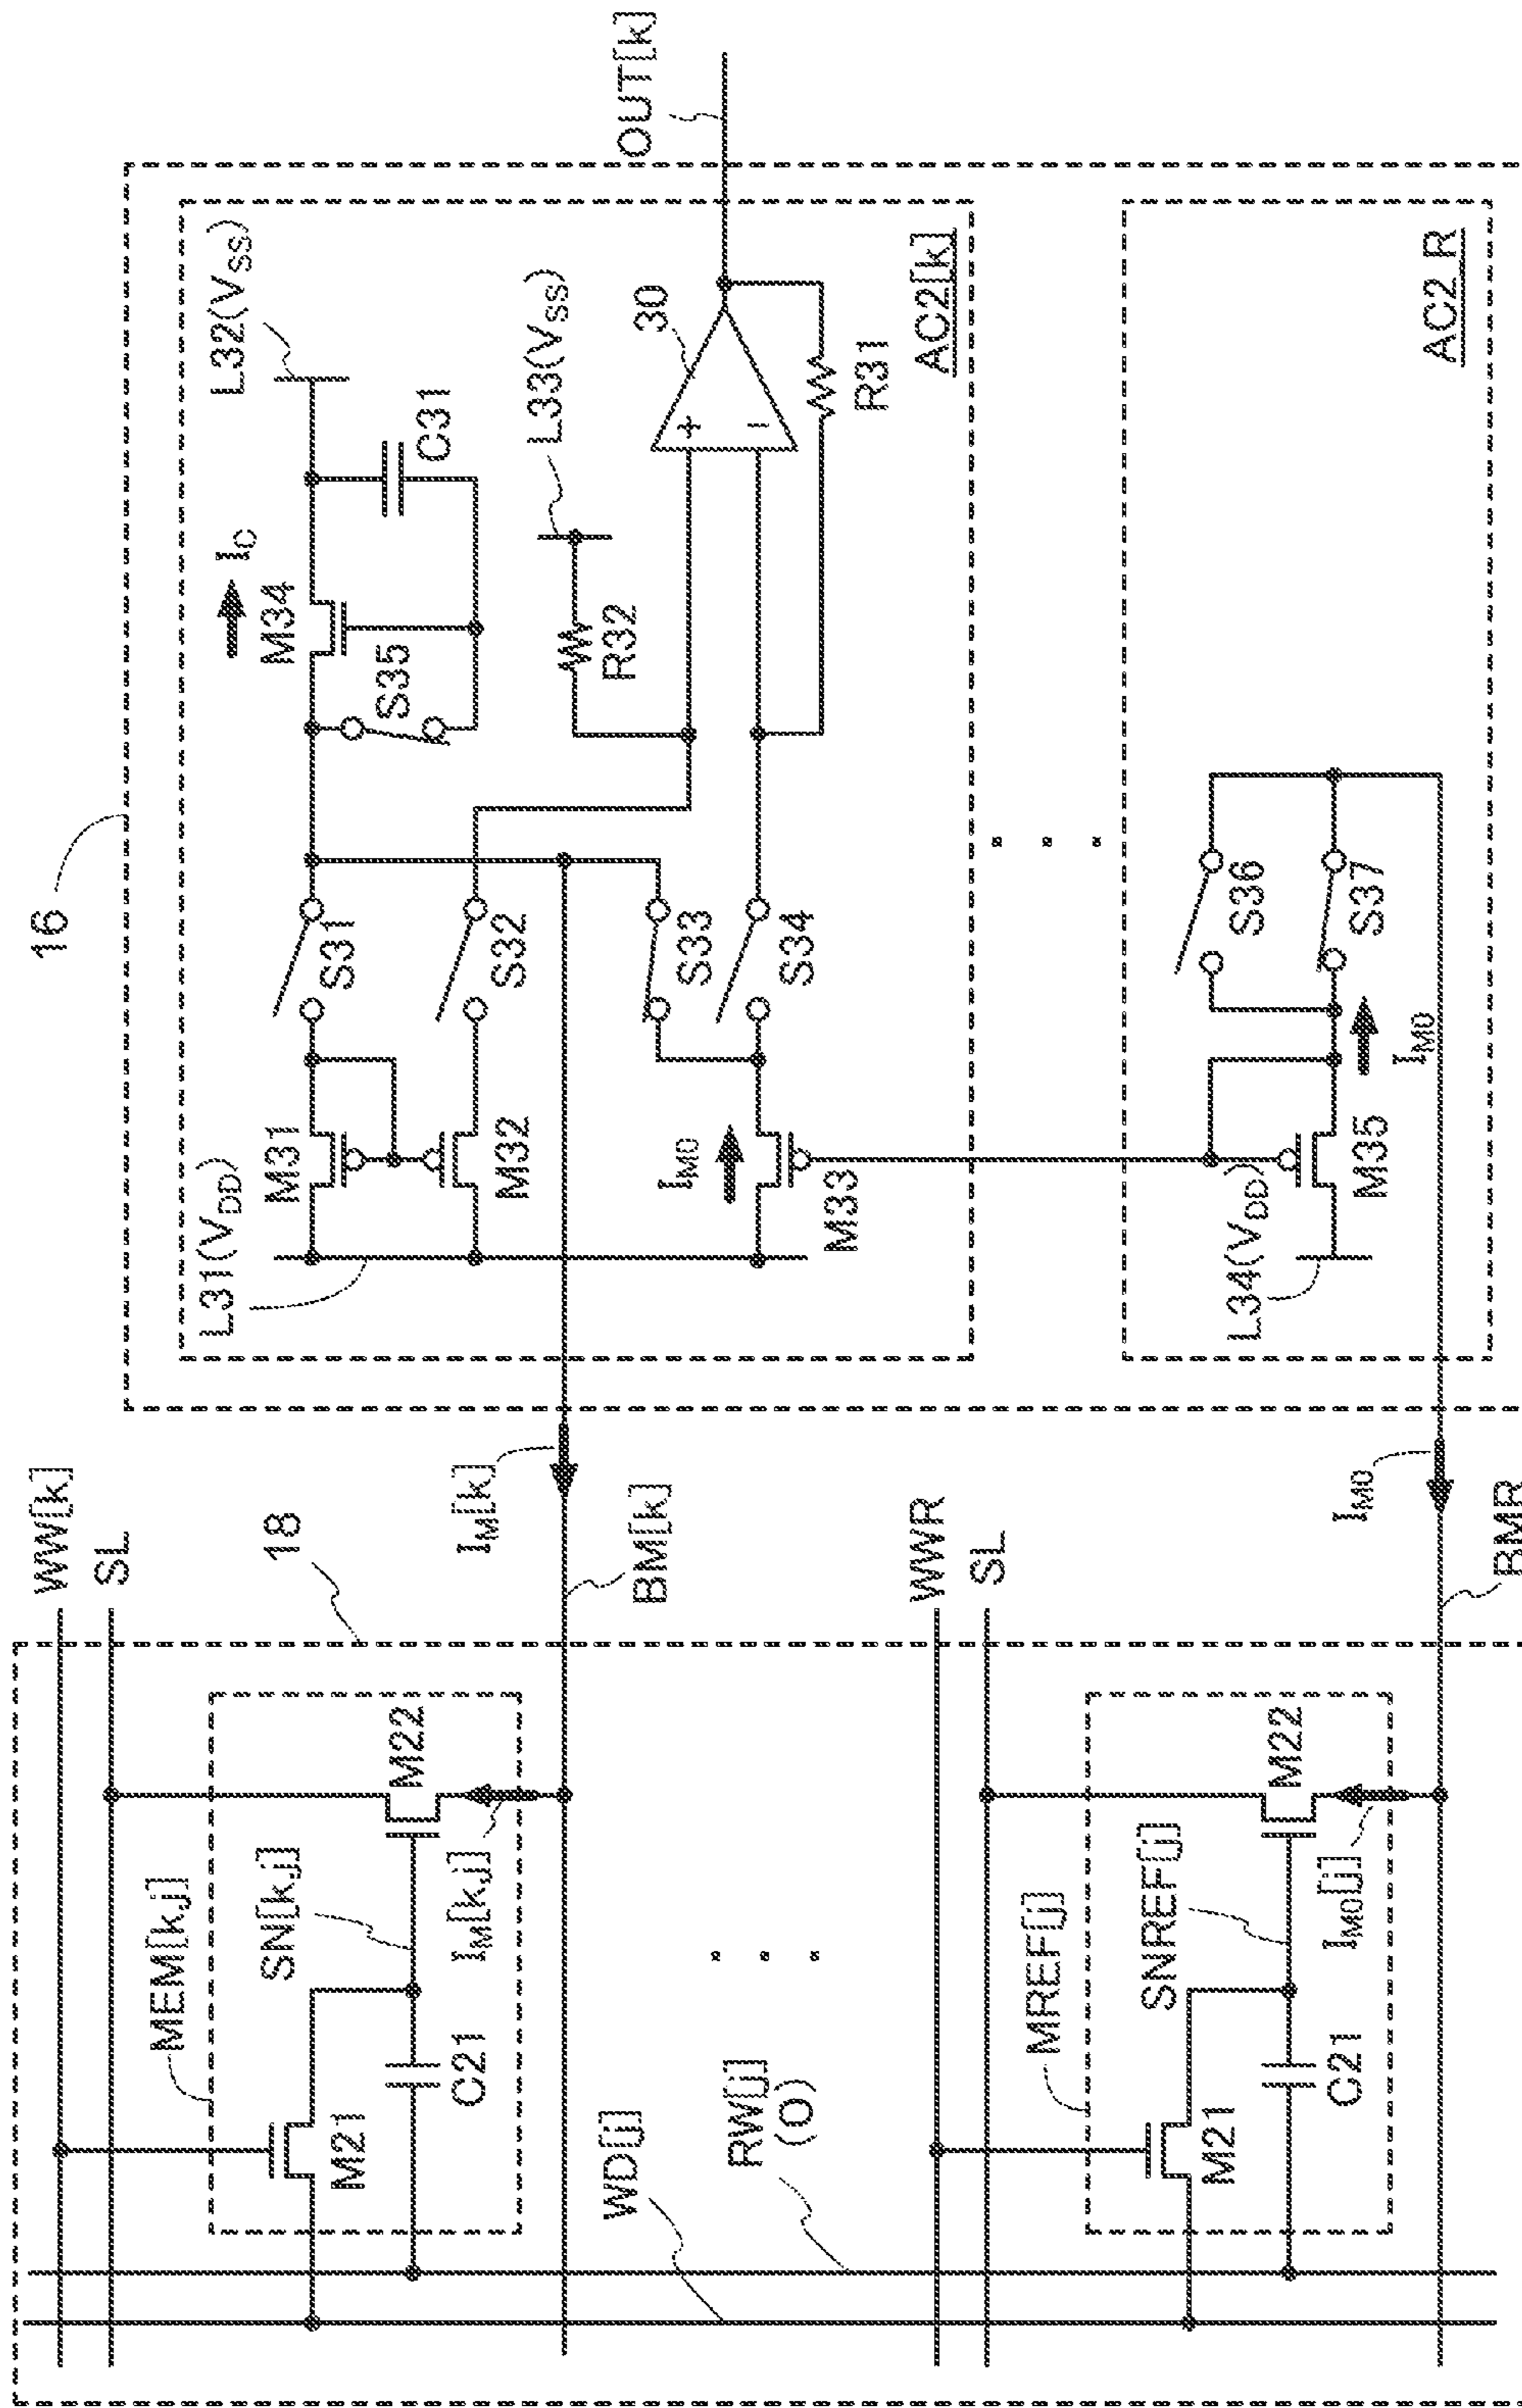 16
OUT[k]
L32(VSS)
IC
M34
C31
S35
L33(VSS)
R32
30
+
−
R31
AC2[k]
S31
S32
S33
S34
M31
M32
IM0
M33
L31(VDD)
AC2_R
S36
S37
IM0
M35
L34(VDD)
WW[k]
SL
18
IM[k]
BM[k]
WWR
SL
IM0
BMR
MEM[k,j]
M22
SN[k,j]
IM[k,j]
M21
C21
WD[j]
RW[j]
(0)
MREF[j]
M22
SNREF[j]
IM0[j]
M21
C21